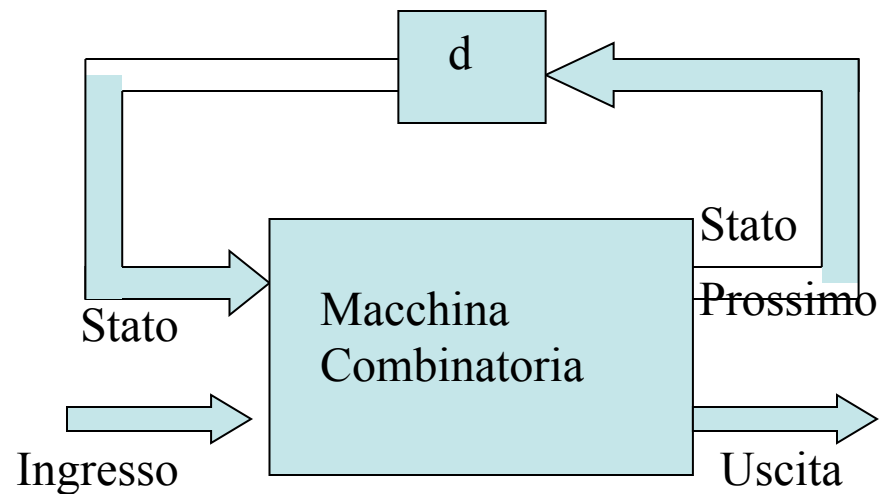 d
Stato
Prossimo
Stato
Macchina
Combinatoria
Ingresso
Uscita